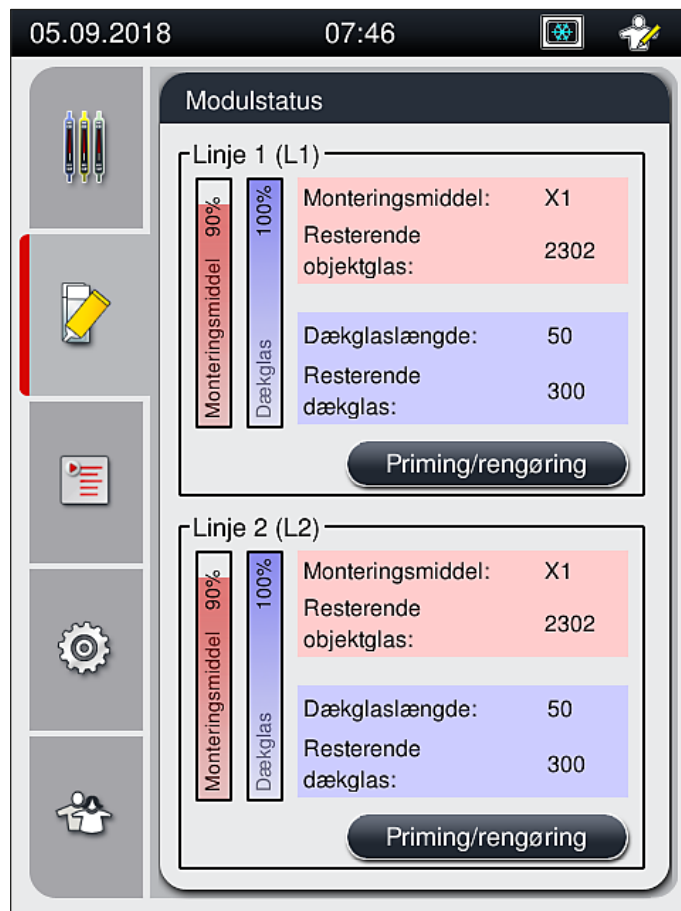 05.09.2018 07:46
Modulstatus
Linje 1 (L1)
Monteringsmiddel 90%
Dækglas 100%
Monteringsmiddel: X1
Resterende
objektglas: 2302
Dækglaslængde: 50
Resterende
dækglas: 300
Priming/rengøring
Linje 2 (L2)
Monteringsmiddel 90%
Dækglas 100%
Monteringsmiddel: X1
Resterende
objektglas: 2302
Dækglaslængde: 50
Resterende
dækglas: 300
Priming/rengøring